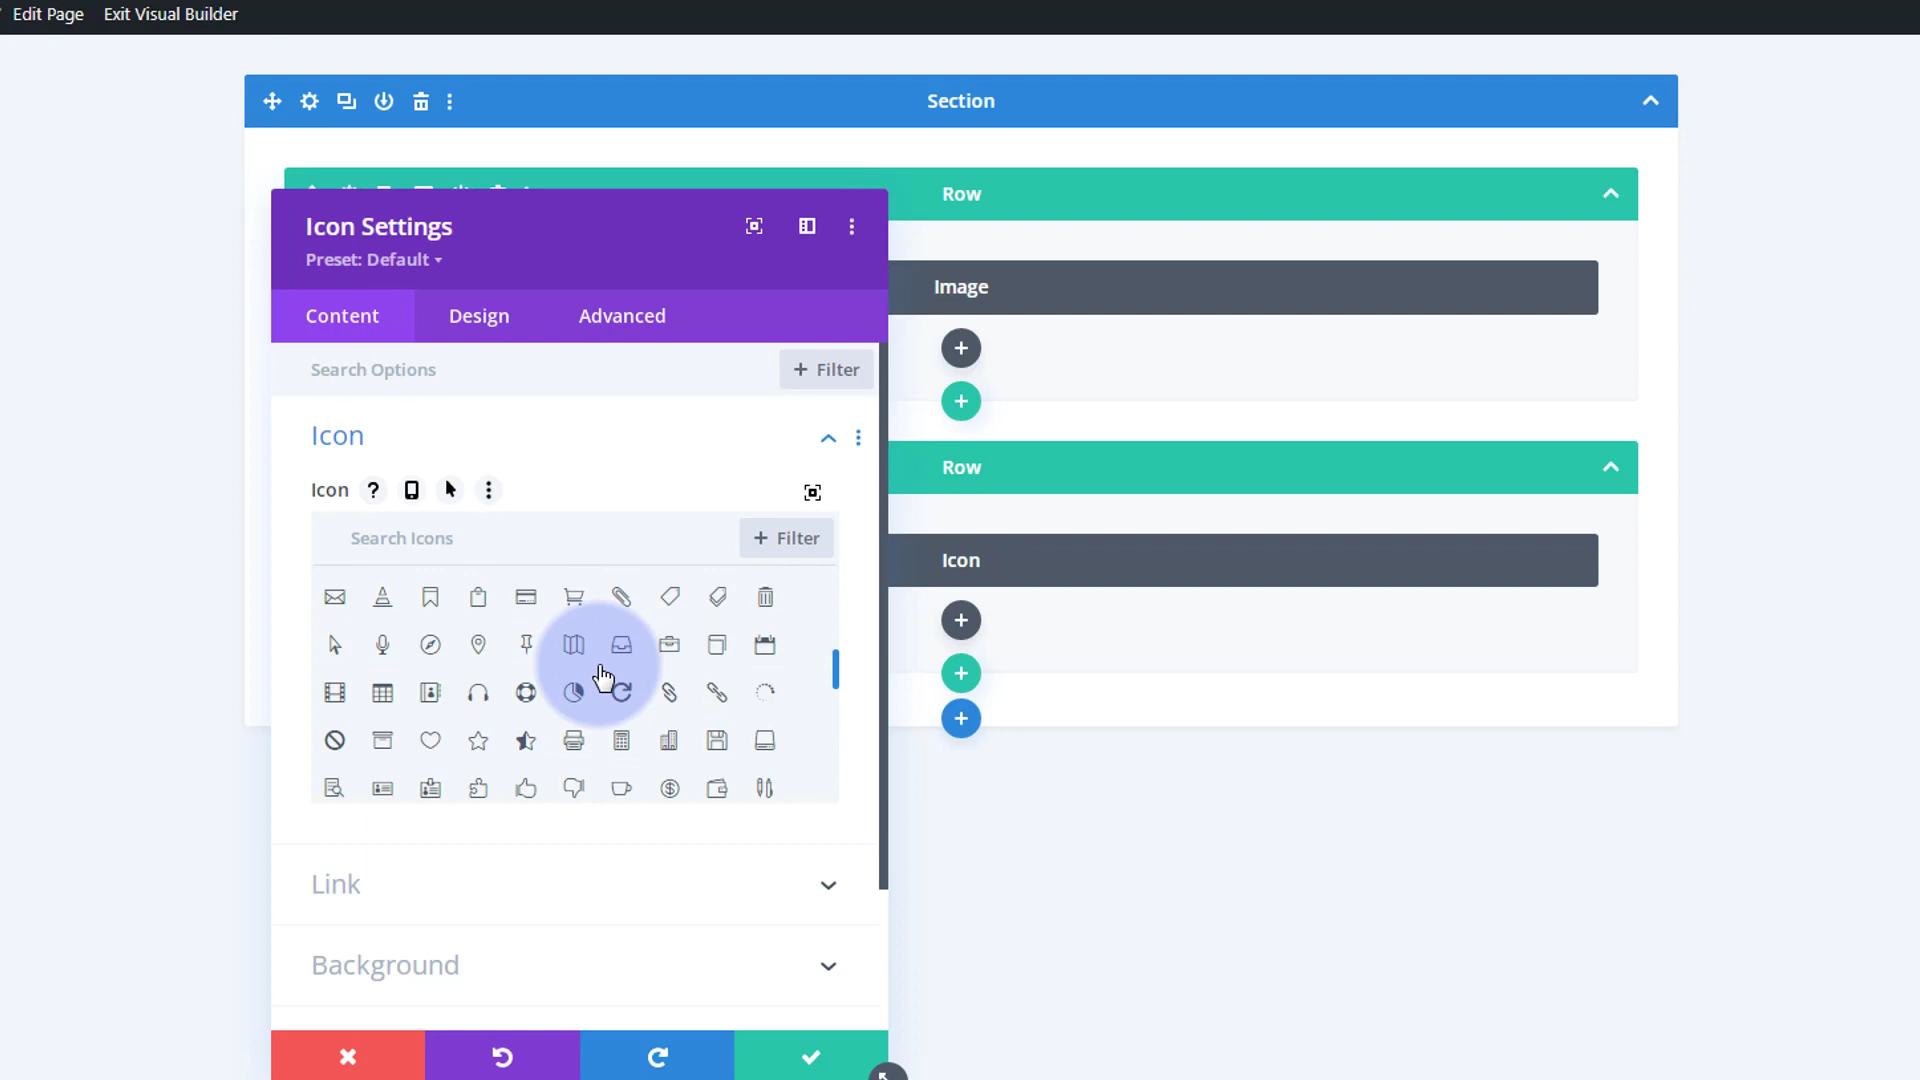 Edit Page Exit Visual Builder
Section
Row
Icon Settings
Preset: Default
Image
Content Design Advanced
Search Options + Filter
Icon
Row
Icon ?
Search Icons + Filter
Icon
Link
Background